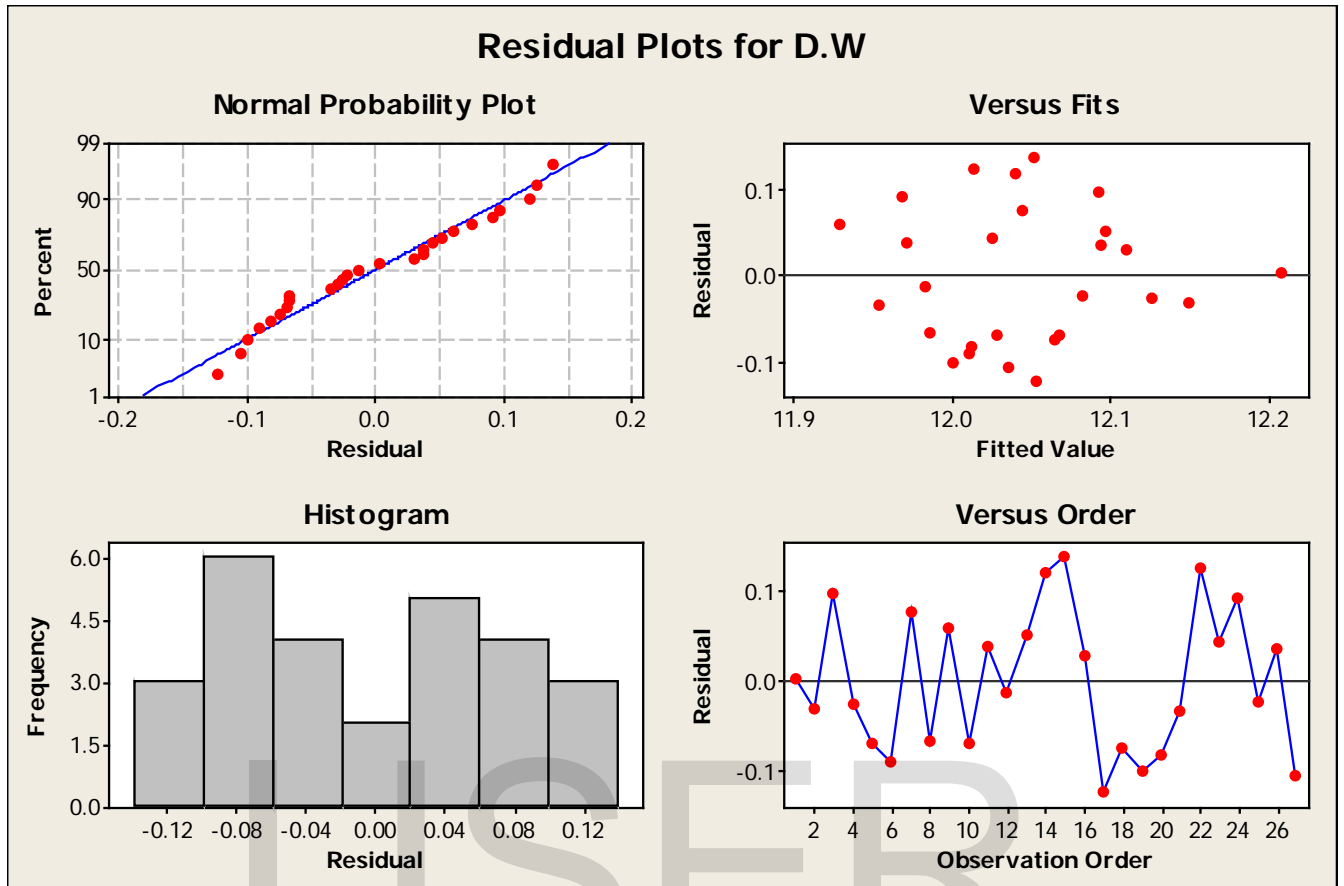 Residual Plots for D.W
Normal Probability Plot
Percent
99
90
50
10
1
-0.2 -0.1 0.0 0.1 0.2
Residual
Versus Fits
Residual
0.1
0.0
-0.1
11.9 12.0 12.1 12.2
Fitted Value
Histogram
Frequency
6.0
4.5
3.0
1.5
0.0
-0.12 -0.08 -0.04 0.00 0.04 0.08 0.12
Residual
Versus Order
Residual
0.1
0.0
-0.1
2 4 6 8 10 12 14 16 18 20 22 24 26
Observation Order
IJSER